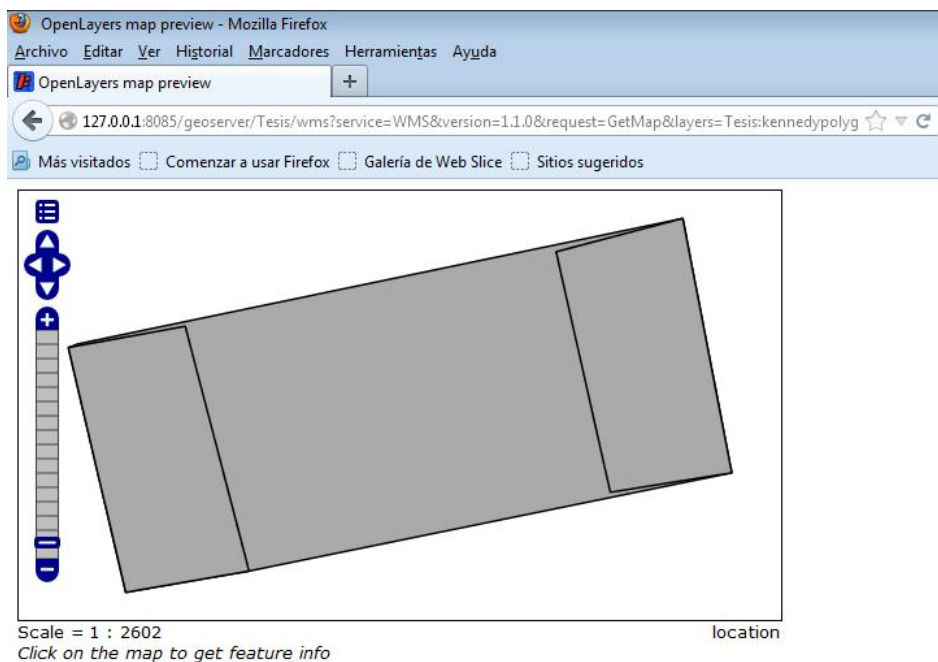 OpenLayers map preview - Mozilla Firefox
Archivo Editar Ver Historial Marcadores Herramientas Ayuda
OpenLayers map preview +
127.0.0.1:8085/geoserver/Tesis/wms?service=WMS&version=1.1.0&request=GetMap&layers=Tesis:kennedypolyg
Más visitados Comenzar a usar Firefox Galería de Web Slice Sitios sugeridos
+
−
Scale = 1 : 2602 location
Click on the map to get feature info